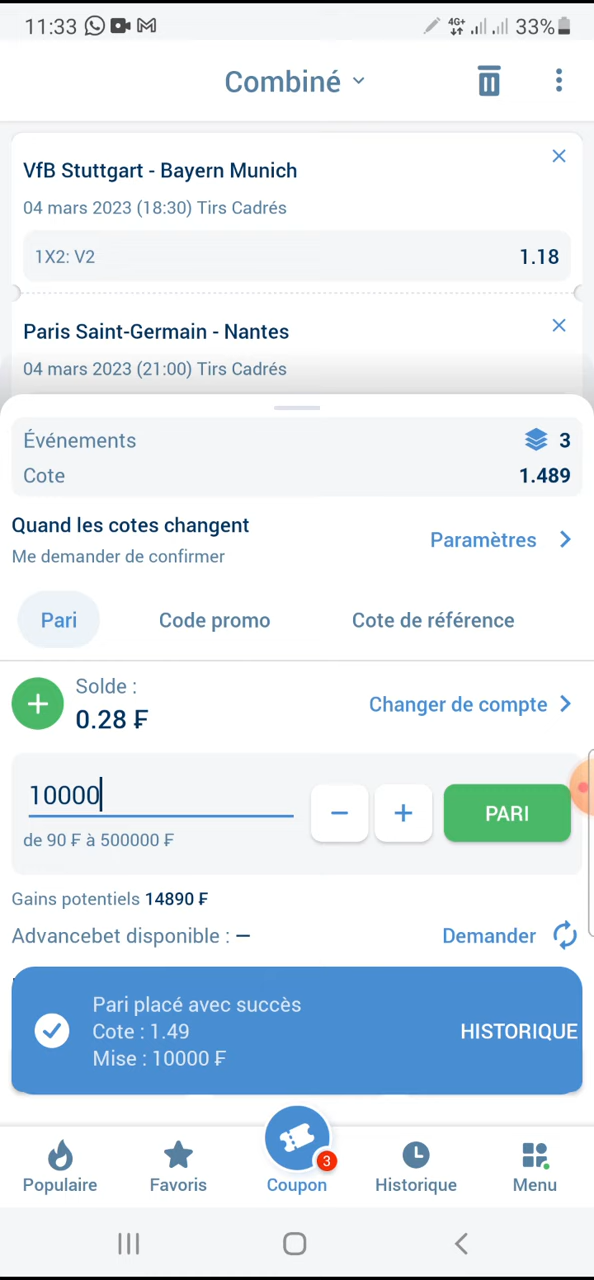 11:33 4G+ 33%
Combiné
VfB Stuttgart - Bayern Munich
04 mars 2023 (18:30) Tirs Cadrés
1X2: V2 1.18
Paris Saint-Germain - Nantes
04 mars 2023 (21:00) Tirs Cadrés
Événements 3
Cote 1.489
Quand les cotes changent
Me demander de confirmer
Paramètres
Pari Code promo Cote de référence
Solde :
0.28 ₣
Changer de compte
10000
PARI
de 90 ₣ à 500000 ₣
Gains potentiels 14890 ₣
Advancebet disponible : – Demander
Pari placé avec succès
Cote : 1.49
Mise : 10000 ₣
HISTORIQUE
3
Populaire Favoris Coupon Historique Menu